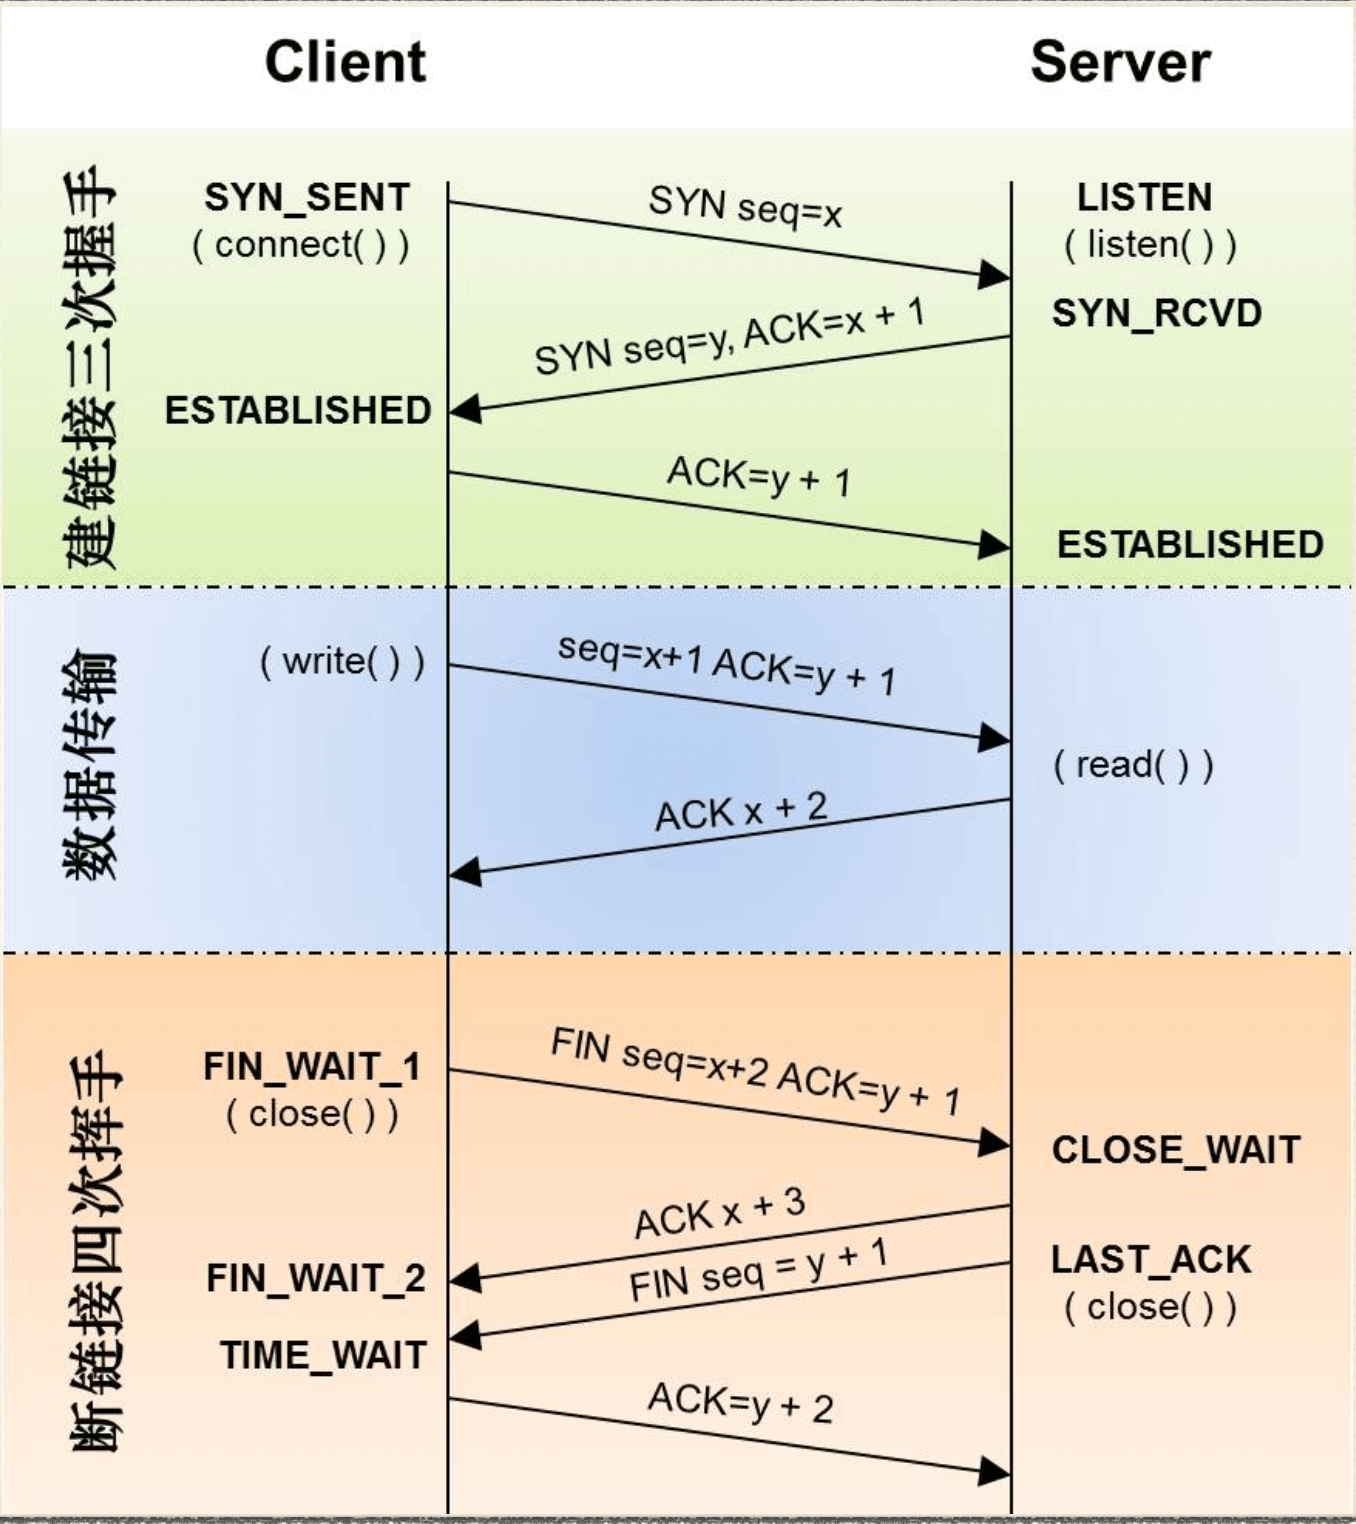 Client
Server
建链接三次握手
SYN_SENT
( connect( ) )
SYN seq=x
LISTEN
( listen( ) )
SYN_RCVD
SYN seq=y, ACK=x + 1
ESTABLISHED
ACK=y + 1
ESTABLISHED
数据传输
( write( ) )
seq=x+1 ACK=y + 1
( read( ) )
ACK x + 2
断链接四次挥手
FIN_WAIT_1
( close( ) )
FIN seq=x+2 ACK=y + 1
CLOSE_WAIT
ACK x + 3
FIN_WAIT_2
FIN seq = y + 1
LAST_ACK
( close( ) )
TIME_WAIT
ACK=y + 2